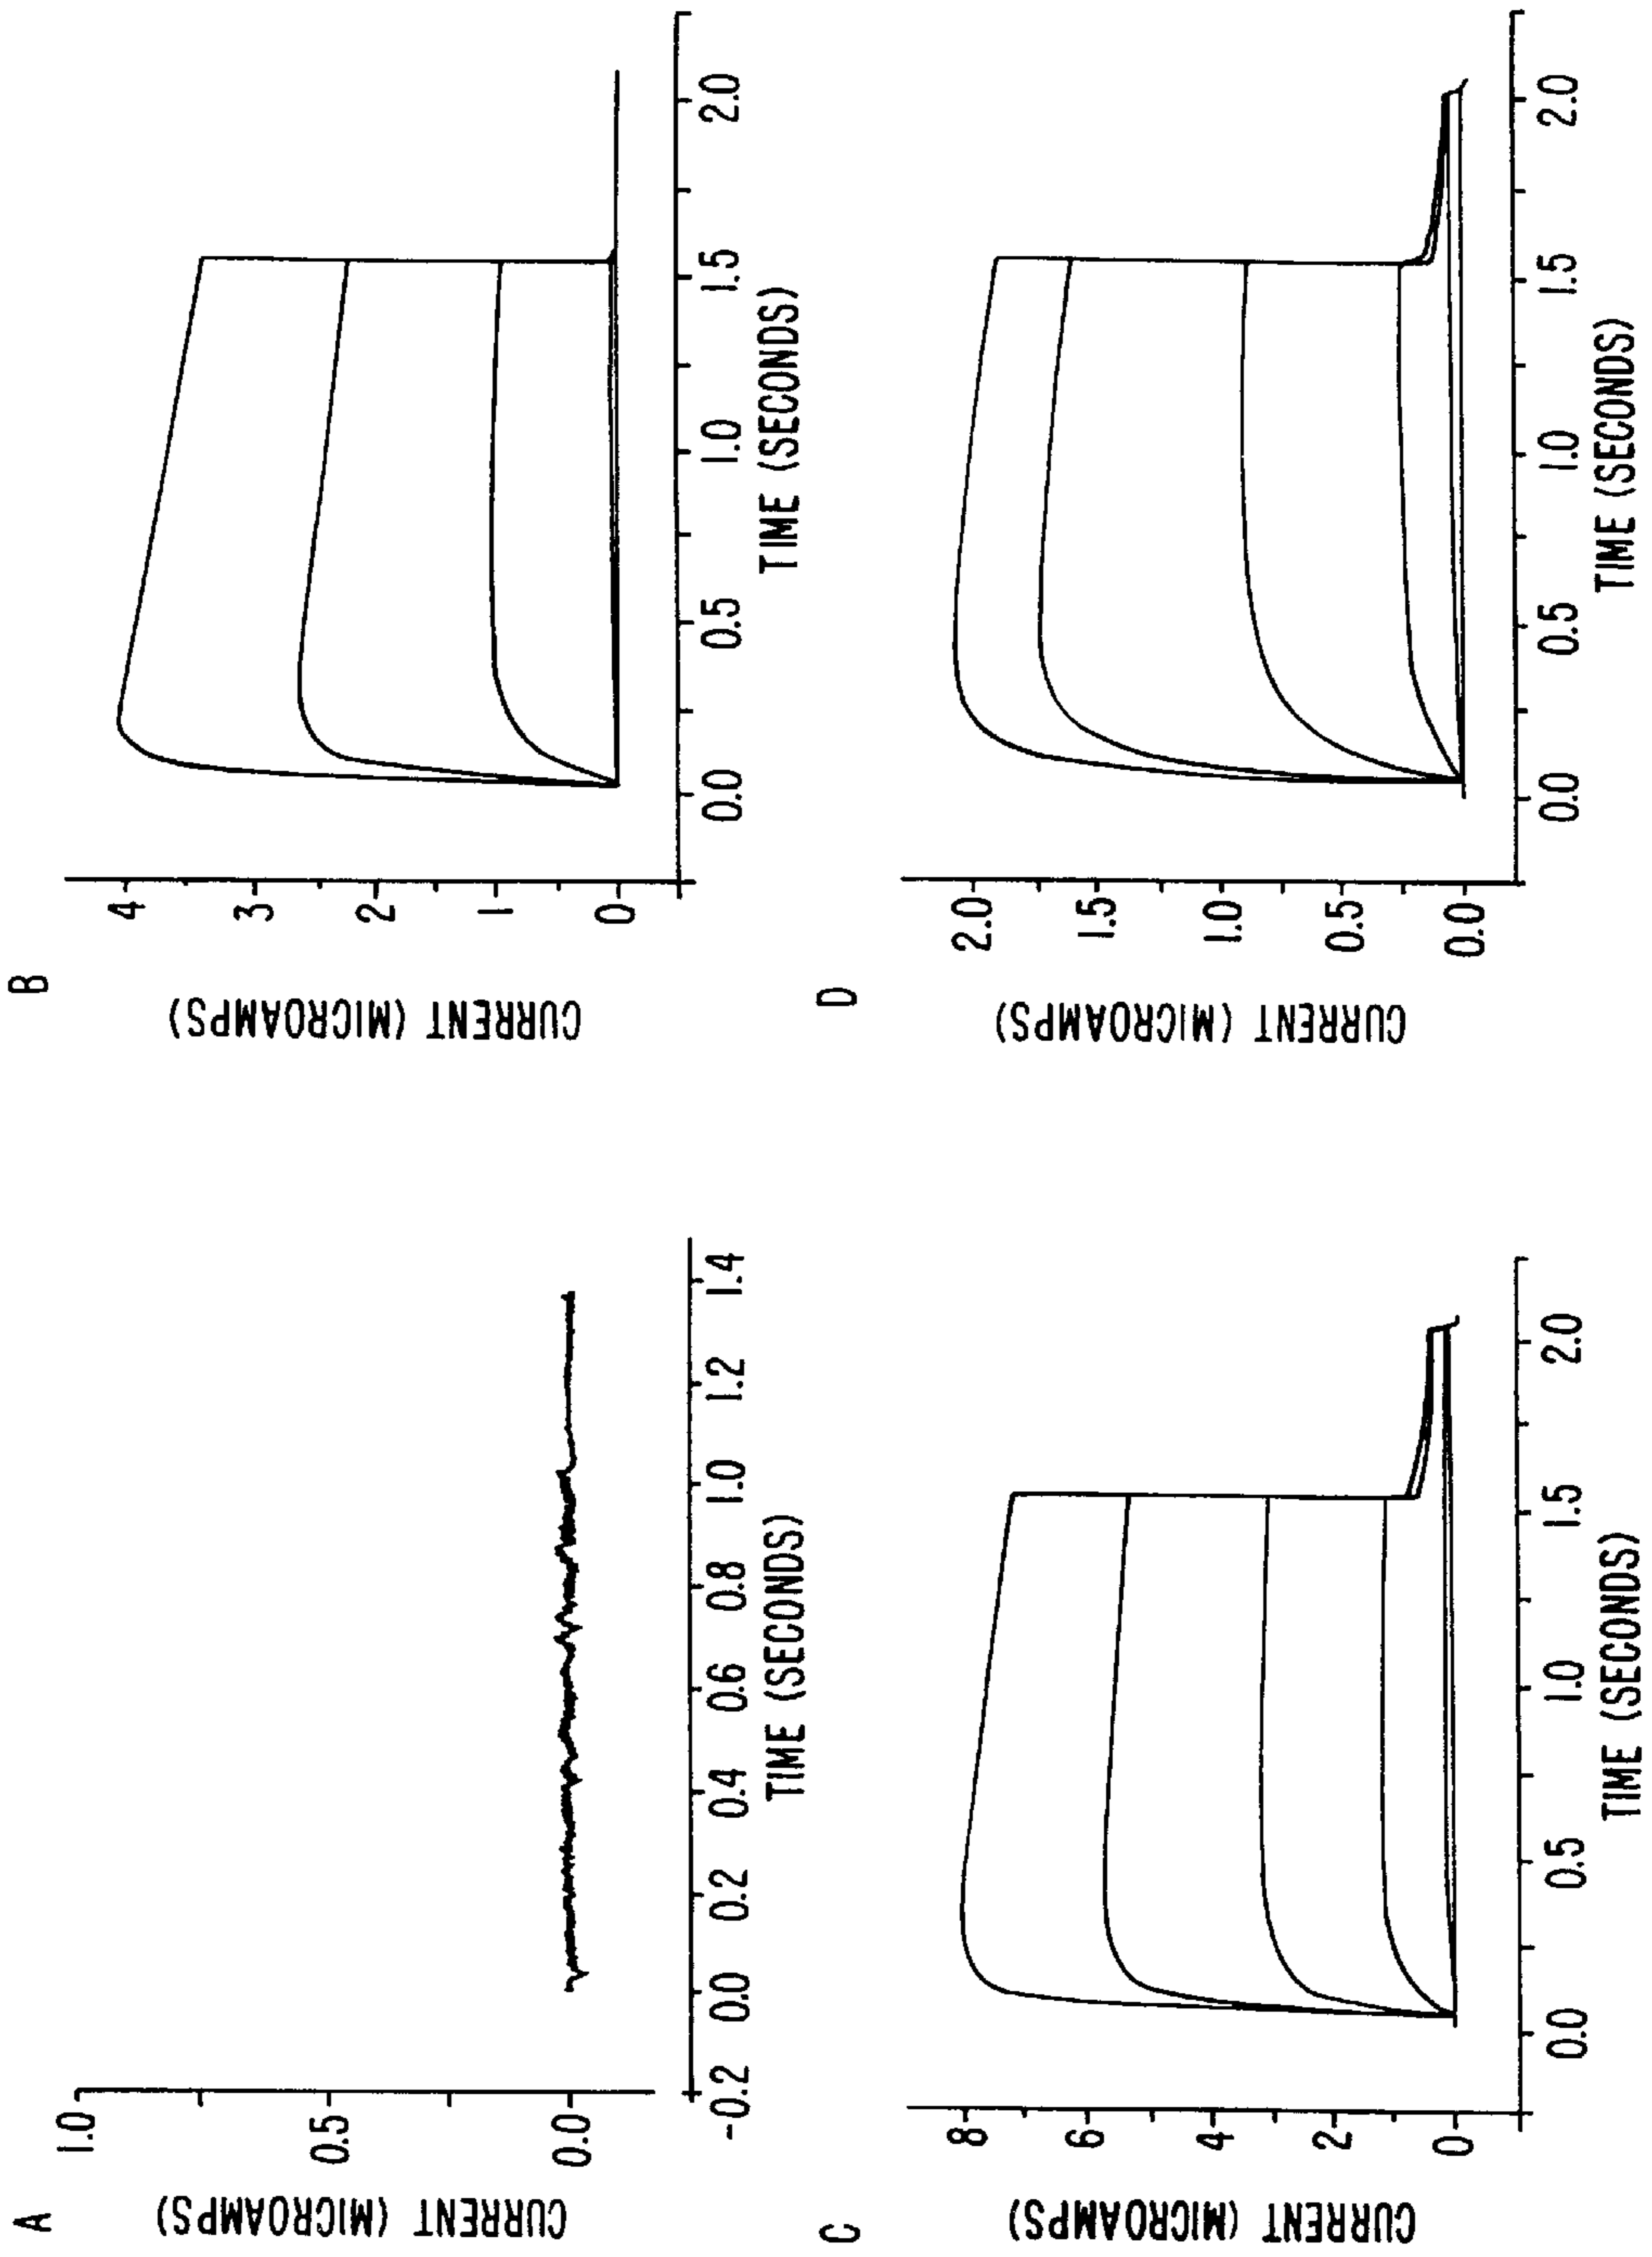 A
CURRENT (MICROAMPS)
1.0
0.5
0.0
-0.2 0.0 0.2 0.4 0.6 0.8 1.0 1.2 1.4
TIME (SECONDS)
B
CURRENT (MICROAMPS)
4
3
2
1
0
0.0 0.5 1.0 1.5 2.0
TIME (SECONDS)
C
CURRENT (MICROAMPS)
8
6
4
2
0
0.0 0.5 1.0 1.5 2.0
TIME (SECONDS)
D
CURRENT (MICROAMPS)
2.0
1.5
1.0
0.5
0.0
0.0 0.5 1.0 1.5 2.0
TIME (SECONDS)